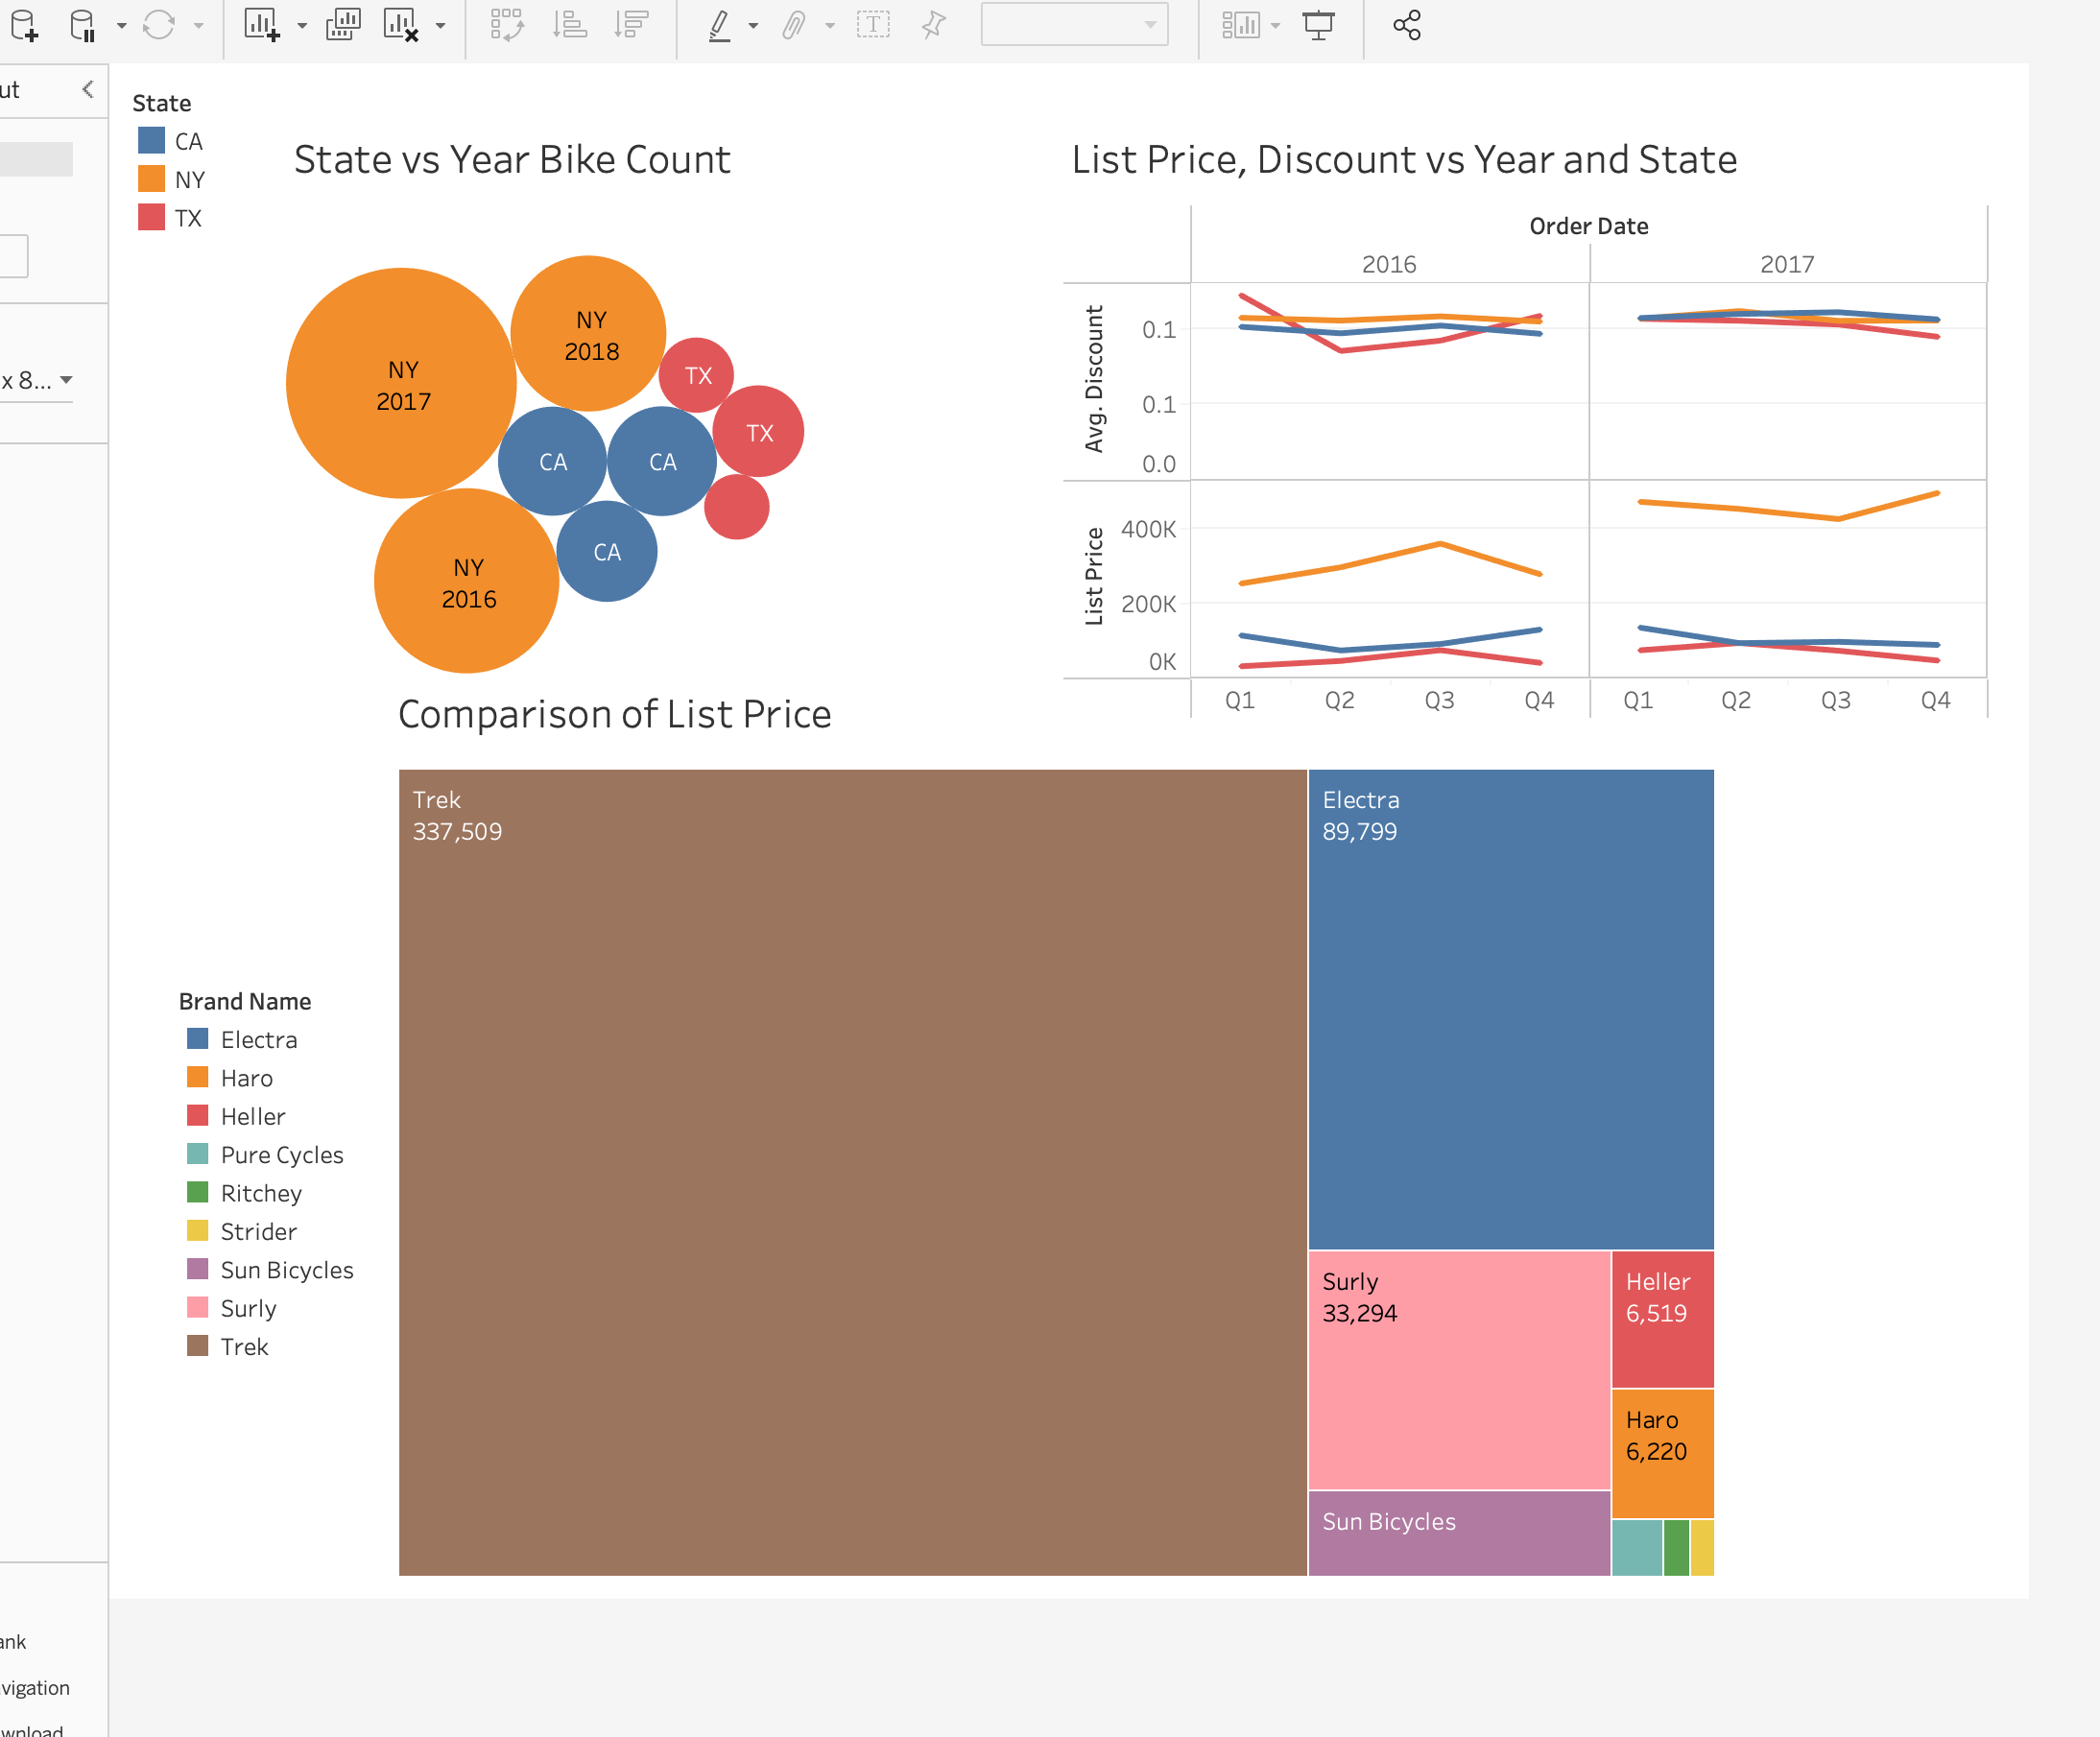 ut
x 8...
ank
vigation
wnload
State
CA
NY
TX
State vs Year Bike Count
NY
2017
NY
2018
TX
TX
CA
CA
CA
NY
2016
List Price, Discount vs Year and State
Order Date
2016
2017
Avg. Discount
0.1
0.1
0.0
List Price
400K
200K
0K
Q1
Q2
Q3
Q4
Q1
Q2
Q3
Q4
Comparison of List Price
Trek
337,509
Electra
89,799
Surly
33,294
Heller
6,519
Haro
6,220
Sun Bicycles
Brand Name
Electra
Haro
Heller
Pure Cycles
Ritchey
Strider
Sun Bicycles
Surly
Trek